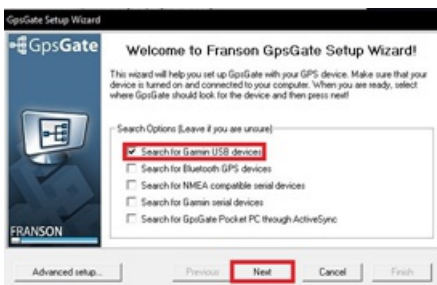 GpsGate Setup Wizard
GpsGate
Welcome to Franson GpsGate Setup Wizard!
This wizard will help you set up GpsGate with your GPS device. Make sure that your
device is turned on and connected to your computer. When you are ready, select
where GpsGate should look for the device and then press next!
Search Options (Leave if you are unsure)
Search for Garmin USB devices
Search for Bluetooth GPS devices
Search for NMEA compatible serial devices
Search for Garmin serial devices
Search for GpsGate Pocket PC through ActiveSync
FRANSON
Advanced setup... Previous Next Cancel Finish